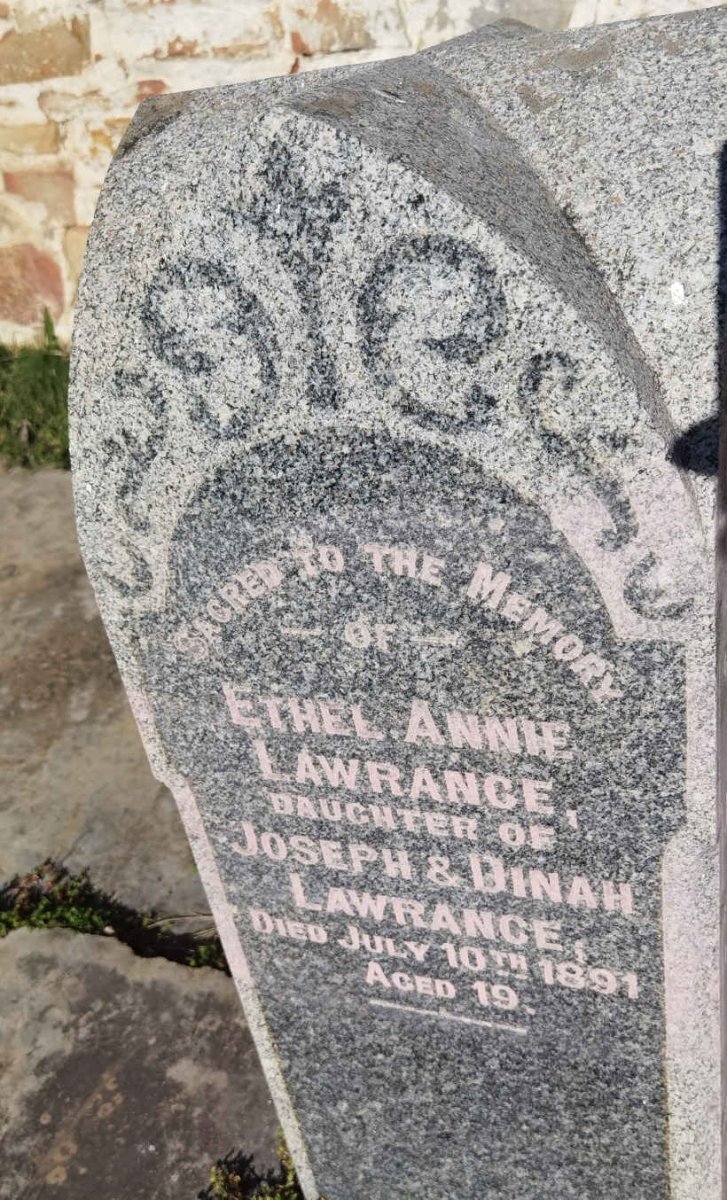 SACRED TO THE MEMORY
— OF —
ETHEL ANNIE
LAWRANCE;
DAUGHTER OF
JOSEPH & DINAH
LAWRANCE;
DIED JULY 10TH 1891
AGED 19.